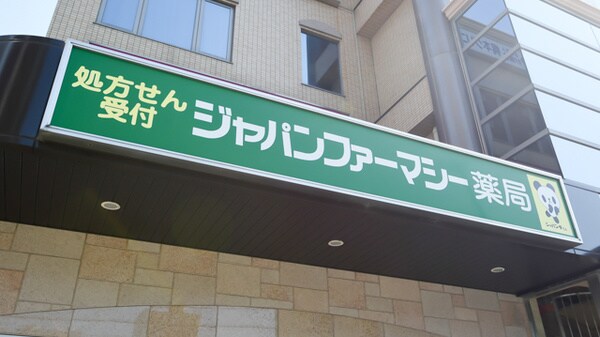 処方せん
受付
ジャパンファーマシー薬局